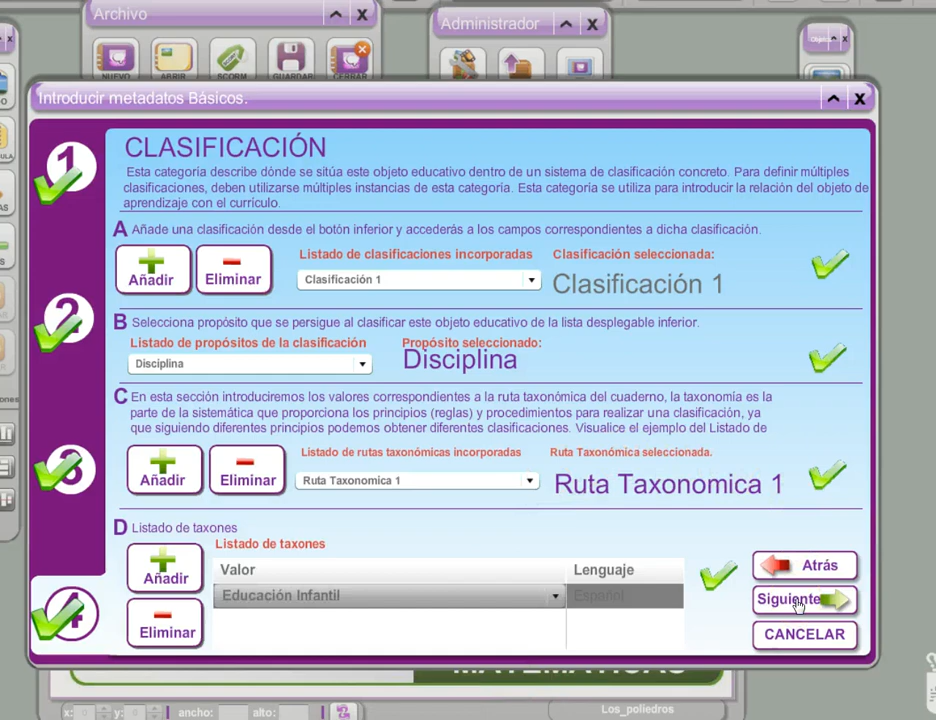 Archivo
Administrador
NUEVO ABRIR SCORM GUARDAR CERRAR
Introducir metadatos Básicos.
1
CLASIFICACIÓN
Esta categoría describe dónde se sitúa este objeto educativo dentro de un sistema de clasificación concreto. Para definir múltiples
clasificaciones, deben utilizarse múltiples instancias de esta categoría. Esta categoría se utiliza para introducir la relación del objeto de
aprendizaje con el currículo.
A Añade una clasificación desde el botón inferior y accederás a los campos correspondientes a dicha clasificación.
Añadir
Eliminar
Listado de clasificaciones incorporadas
Clasificación 1
Clasificación seleccionada:
Clasificación 1
2
B Selecciona propósito que se persigue al clasificar este objeto educativo de la lista desplegable inferior.
Listado de propósitos de la clasificación
Disciplina
Propósito seleccionado:
Disciplina
C En esta sección introduciremos los valores correspondientes a la ruta taxonómica del cuaderno, la taxonomía es la
parte de la sistemática que proporciona los principios (reglas) y procedimientos para realizar una clasificación, ya
que siguiendo diferentes principios podemos obtener diferentes clasificaciones. Visualice el ejemplo del Listado de
3
Añadir
Eliminar
Listado de rutas taxonómicas incorporadas
Ruta Taxonomica 1
Ruta Taxonómica seleccionada.
Ruta Taxonomica 1
D Listado de taxones
Listado de taxones
4
Añadir
Eliminar
Valor Lenguaje
Educación Infantil Español
Atrás
Siguiente
CANCELAR
MATEMÁTICAS
x: 0 y: 0 ancho: alto:
Los_poliedros